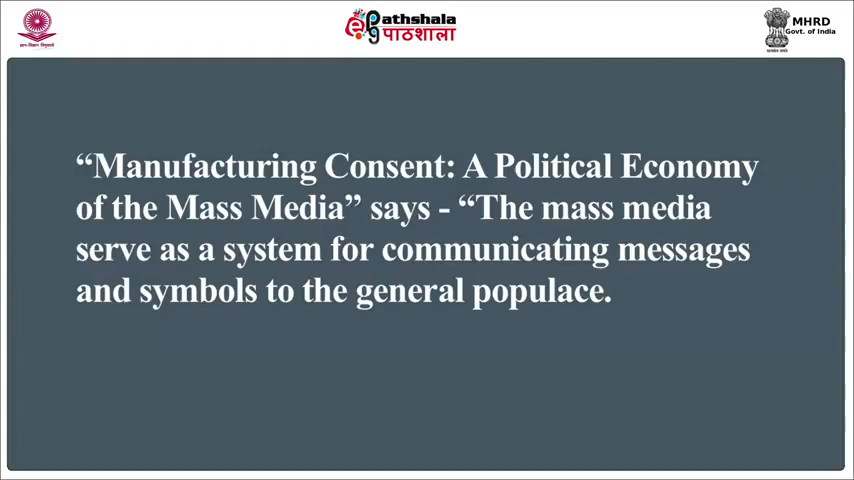 Pathshala
पाठशाला
MHRD
Govt. of India
“Manufacturing Consent: A Political Economy
of the Mass Media” says - “The mass media
serve as a system for communicating messages
and symbols to the general populace.